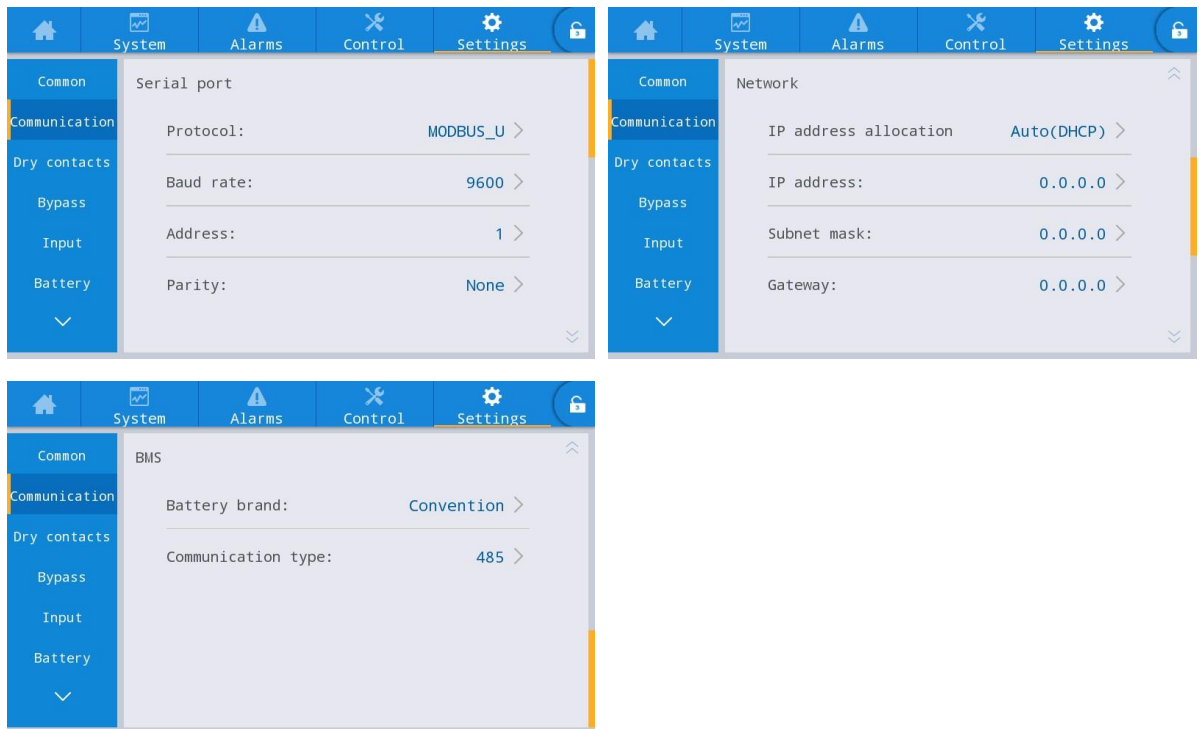 System Alarms Control Settings 3
Common
Communication
Dry contacts
Bypass
Input
Battery
Serial port
Protocol: MODBUS_U
Baud rate: 9600
Address: 1
Parity: None
System Alarms Control Settings 3
Common
Communication
Dry contacts
Bypass
Input
Battery
Network
IP address allocation Auto(DHCP)
IP address: 0.0.0.0
Subnet mask: 0.0.0.0
Gateway: 0.0.0.0
System Alarms Control Settings 3
Common
Communication
Dry contacts
Bypass
Input
Battery
BMS
Battery brand: Convention
Communication type: 485